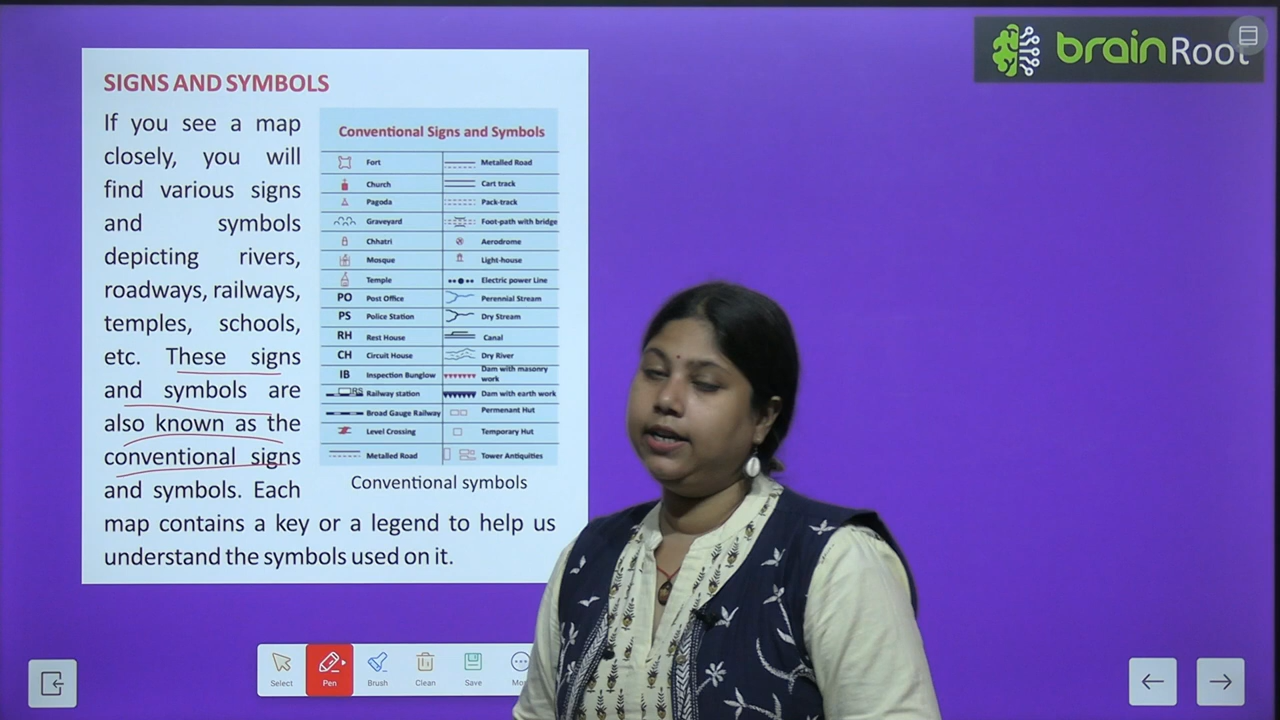 brainRoot
SIGNS AND SYMBOLS
If you see a map
closely, you will
find various signs
and symbols
depicting rivers,
roadways, railways,
temples, schools,
etc. These signs
and symbols are
also known as the
conventional signs
and symbols. Each
map contains a key or a legend to help us
understand the symbols used on it.
Conventional Signs and Symbols
Fort Metalled Road
Church Cart track
Pagoda Pack-track
Graveyard Foot-path with bridge
Chhatri Aerodrome
Mosque Light-house
Temple Electric power Line
PO Post Office Perennial Stream
PS Police Station Dry Stream
RH Rest House Canal
CH Circuit House Dry River
IB Inspection Bunglow Dam with masonry
work
RS Railway station Dam with earth work
Broad Gauge Railway Permenant Hut
Level Crossing Temporary Hut
Metalled Road Tower Antiquities
Conventional symbols
Select Pen Brush Clean Save